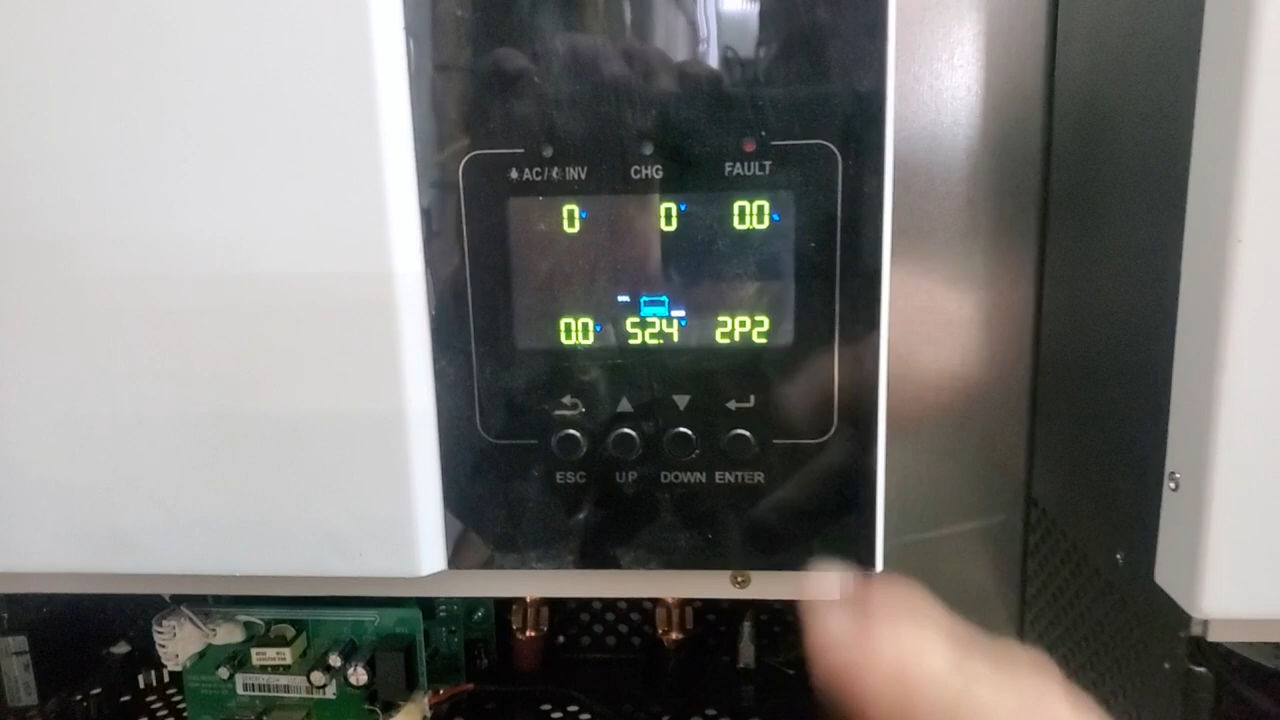 AC/ INV CHG FAULT
0 V 0 V 0.0 %
0.0 V 52.4 V 2P2
ESC UP DOWN ENTER